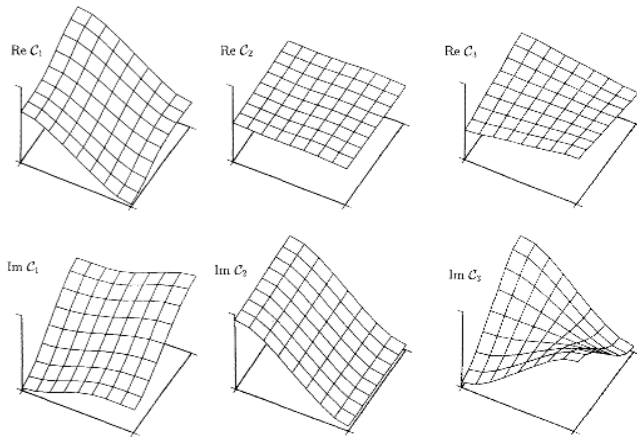 Re C₁
Re C₂
Re C₃
Im C₁
Im C₂
Im C₃